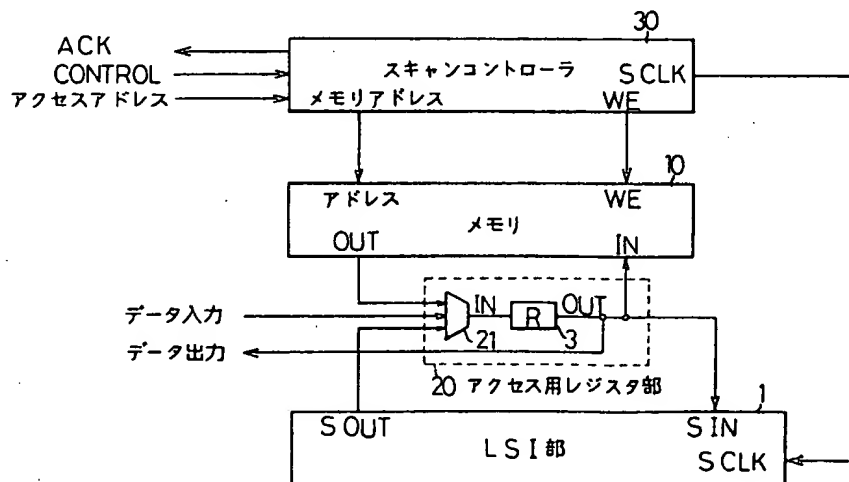 30
ACK
CONTROL
アクセスアドレス
スキャンコントローラ
SCLK
メモリアドレス
WE
10
アドレス
WE
メモリ
OUT
IN
データ入力
IN
R
OUT
21
3
データ出力
20 アクセス用レジスタ部
1
S OUT
S IN
LSI部
SCLK